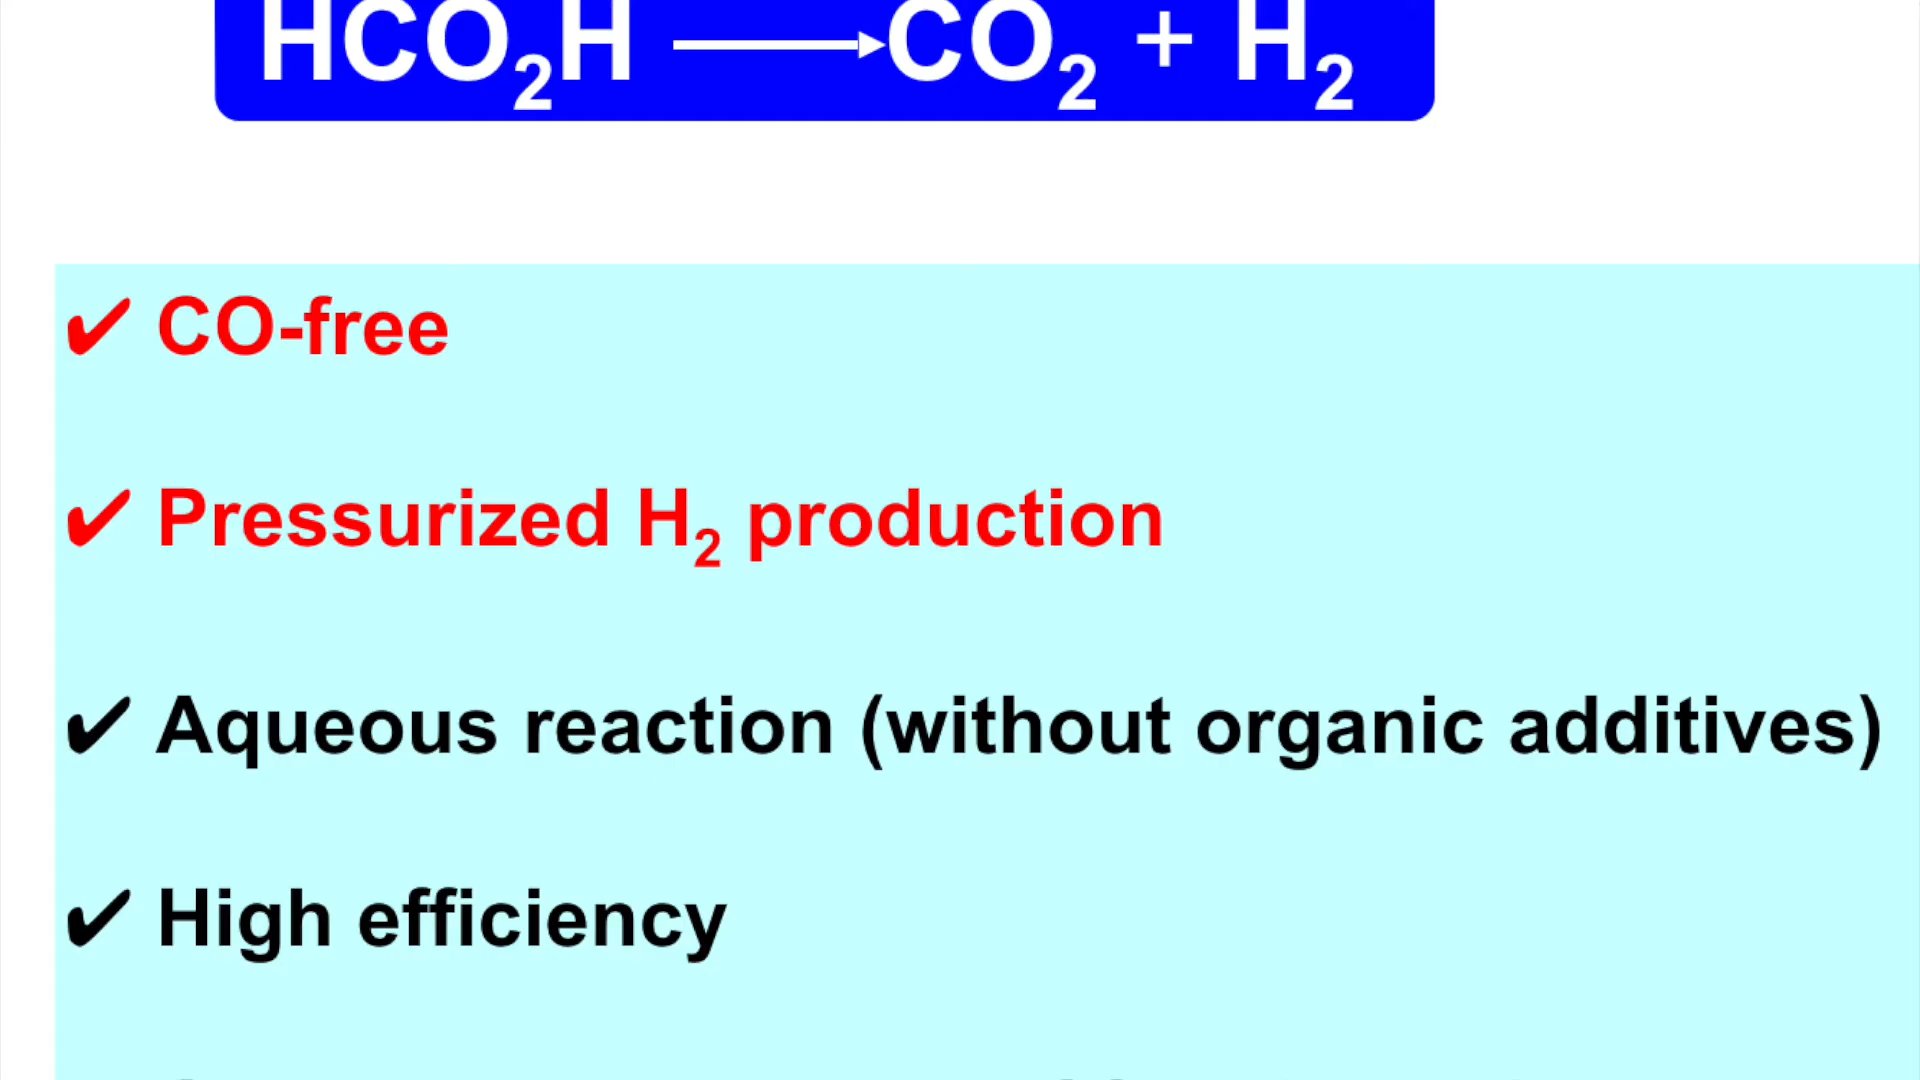 HCO₂H ⟶ CO₂ + H₂
✔ CO-free
✔ Pressurized H₂ production
✔ Aqueous reaction (without organic additives)
✔ High efficiency